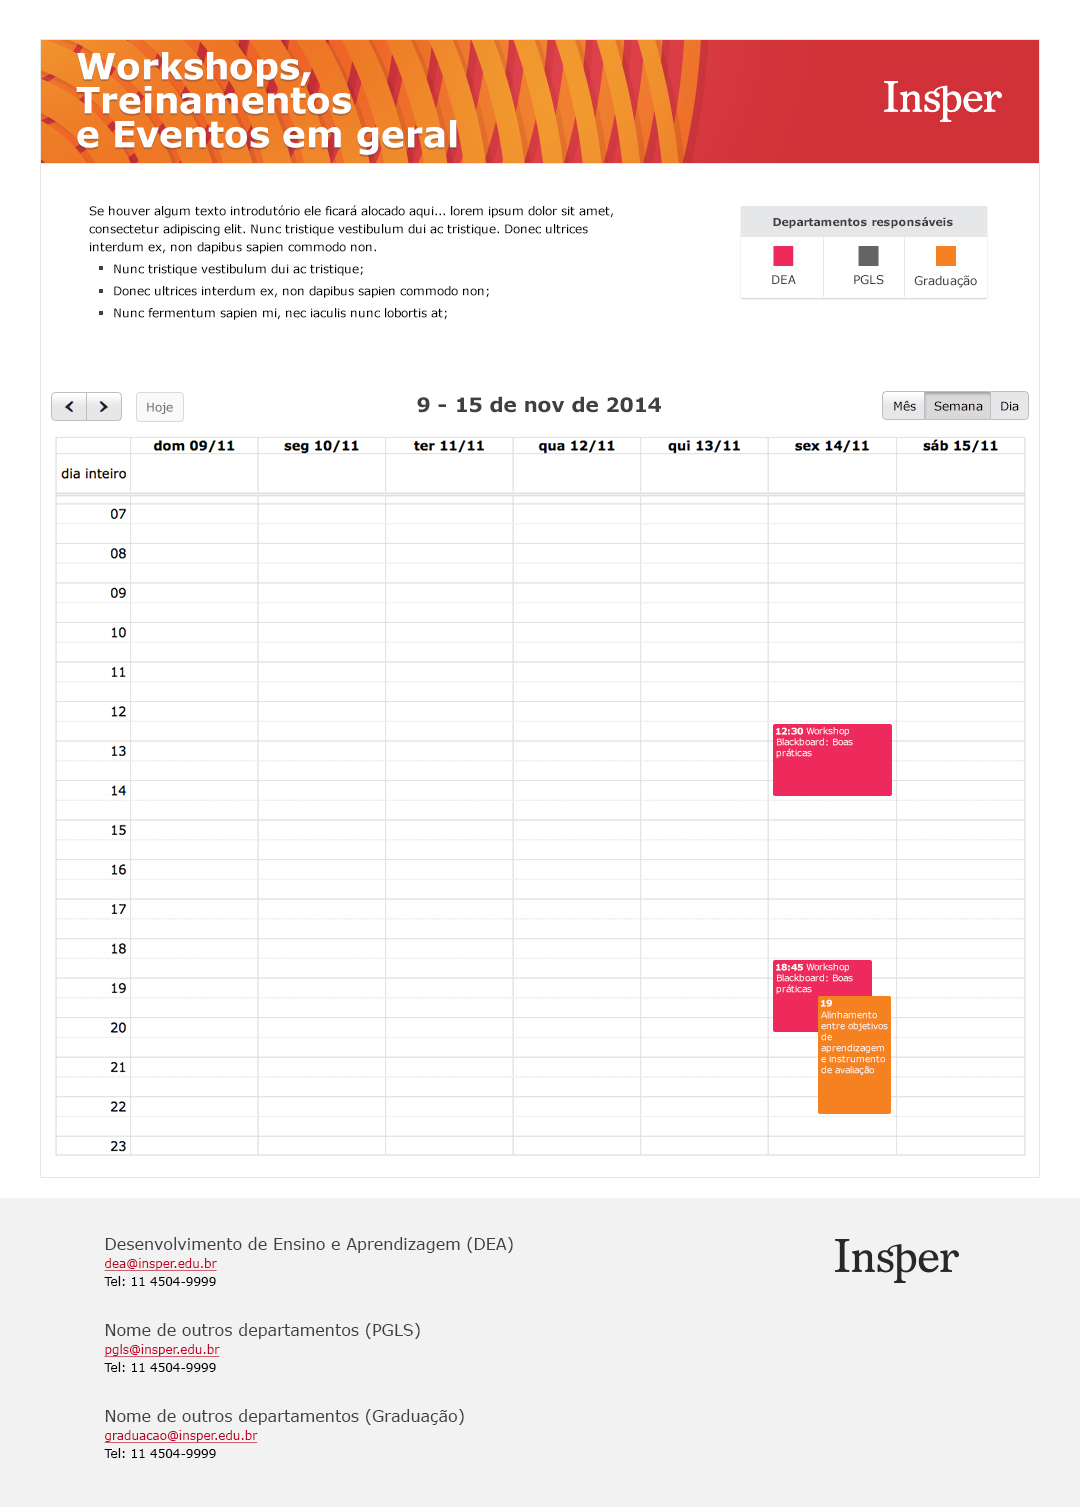 Workshops,
Treinamentos
e Eventos em geral
Insper
Se houver algum texto introdutório ele ficará alocado aqui... lorem ipsum dolor sit amet,
consectetur adipiscing elit. Nunc tristique vestibulum dui ac tristique. Donec ultrices
interdum ex, non dapibus sapien commodo non.
Nunc tristique vestibulum dui ac tristique;
Donec ultrices interdum ex, non dapibus sapien commodo non;
Nunc fermentum sapien mi, nec iaculis nunc lobortis at;
Departamentos responsáveis
DEA PGLS Graduação
Hoje
9 - 15 de nov de 2014
Mês Semana Dia
dom 09/11 seg 10/11 ter 11/11 qua 12/11 qui 13/11 sex 14/11 sáb 15/11
dia inteiro
07
08
09
10
11
12
12:30 Workshop
Blackboard: Boas
práticas
13
14
15
16
17
18
18:45 Workshop
Blackboard: Boas
práticas
19
19
Alinhamento
entre objetivos
de
aprendizagem
e instrumento
de avaliação
20
21
22
23
Desenvolvimento de Ensino e Aprendizagem (DEA)
dea@insper.edu.br
Tel: 11 4504-9999
Insper
Nome de outros departamentos (PGLS)
pgls@insper.edu.br
Tel: 11 4504-9999
Nome de outros departamentos (Graduação)
graduacao@insper.edu.br
Tel: 11 4504-9999